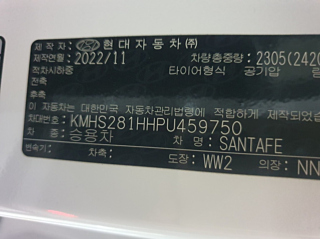 제작자 현대자동차(주)
제작연월 2022/11 차량총중량 2305(242
적차시하중 타이어형식 공기압
전축
후축
이 자동차는 대한민국 자동차관리법령에 적합하게 제작되
차대번호: KMHS281HHPU459750
차종: 승용차 차명: SANTAFE
변속기: 차축: 도장: WW2 의장: NN